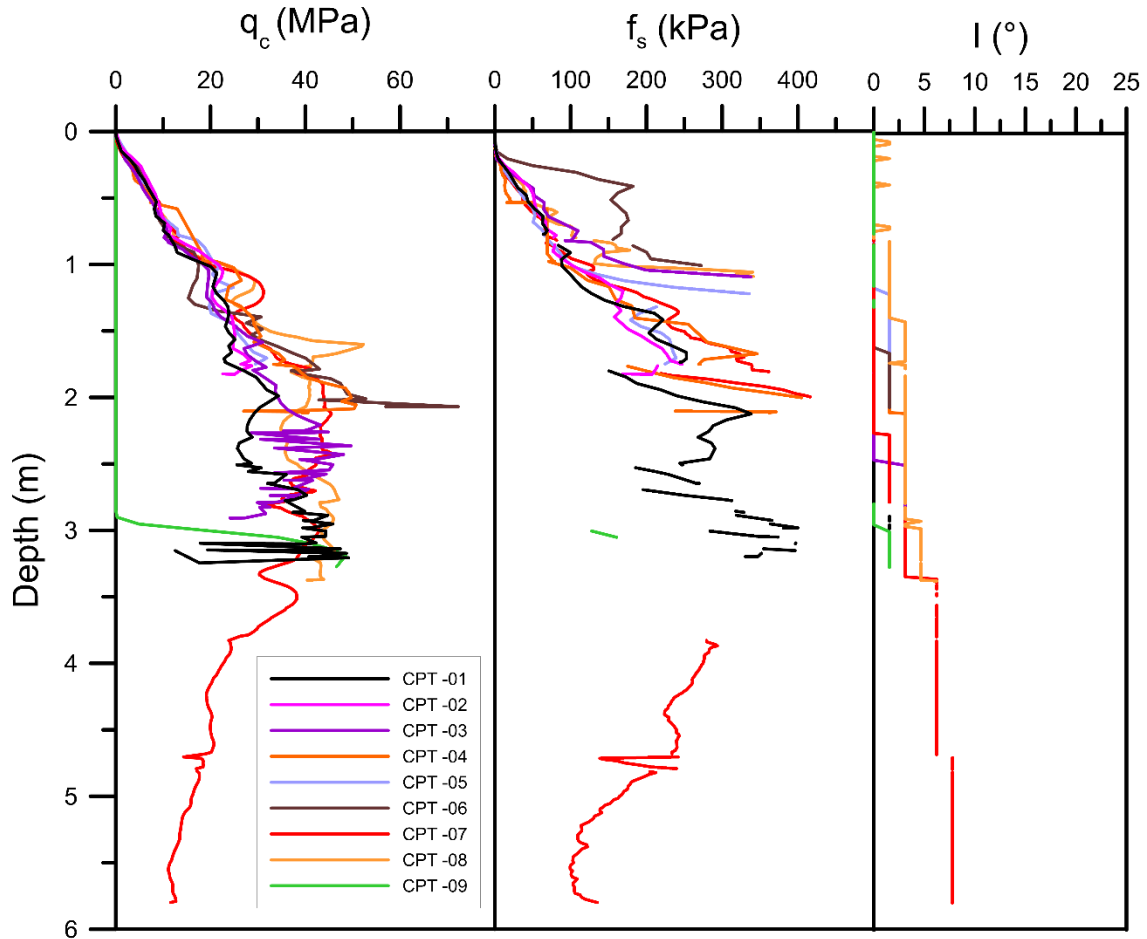 q_c (MPa) f_s (kPa) I (°)
0 20 40 60 0 100 200 300 400 0 5 10 15 20 25
0
1
2
Depth (m)
3
4
CPT -01
CPT -02
CPT -03
CPT -04
CPT -05
5
CPT -06
CPT -07
CPT -08
CPT -09
6